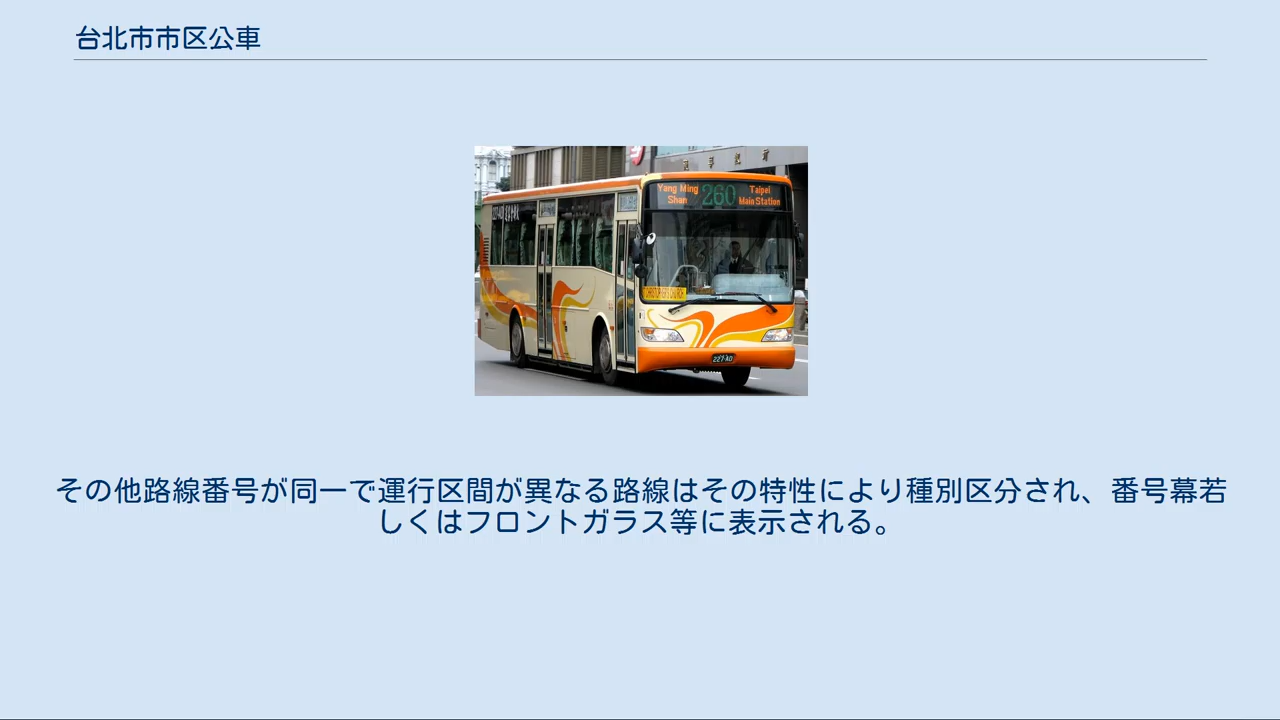 台北市市区公車
Yang Ming Shan 260 Taipei Main Station
227-AD
その他路線番号が同一で運行区間が異なる路線はその特性により種別区分され、番号幕若
しくはフロントガラス等に表示される。